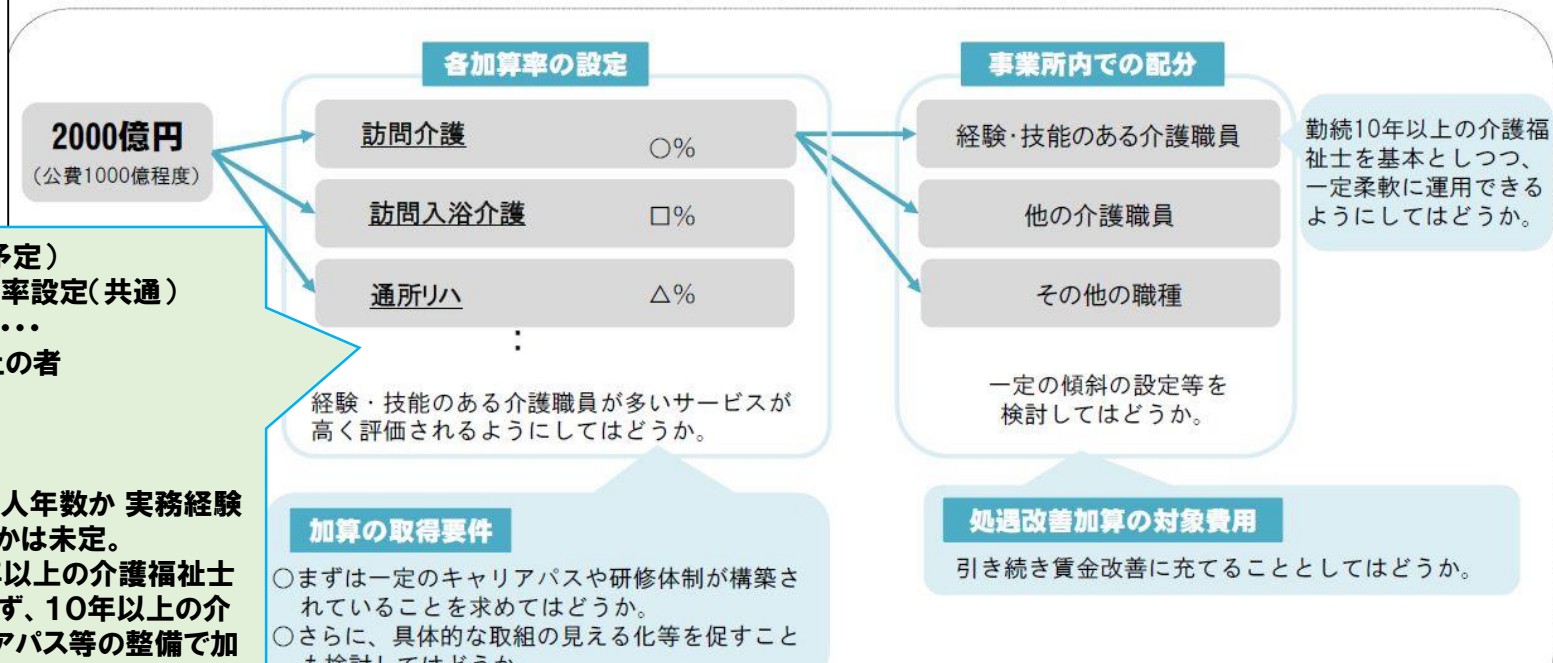 各加算率の設定
事業所内での配分
2000億円
(公費1000億程度)
訪問介護 ○%
訪問入浴介護 □%
通所リハ △%
:
経験・技能のある介護職員が多いサービスが
高く評価されるようにしてはどうか。
経験・技能のある介護職員
他の介護職員
その他の職種
一定の傾斜の設定等を
検討してはどうか。
勤続10年以上の介護福
祉士を基本としつつ、
一定柔軟に運用できる
ようにしてはどうか。
予定）
率設定（共通）
・・・
上の者
人年数か 実務経験
かは未定。
年以上の介護福祉士
ず、10年以上の介
アパス等の整備で加
加算の取得要件
○まずは一定のキャリアパスや研修体制が構築さ
れていることを求めてはどうか。
○さらに、具体的な取組の見える化等を促すこと
も検討してはどうか。
処遇改善加算の対象費用
引き続き賃金改善に充てることとしてはどうか。